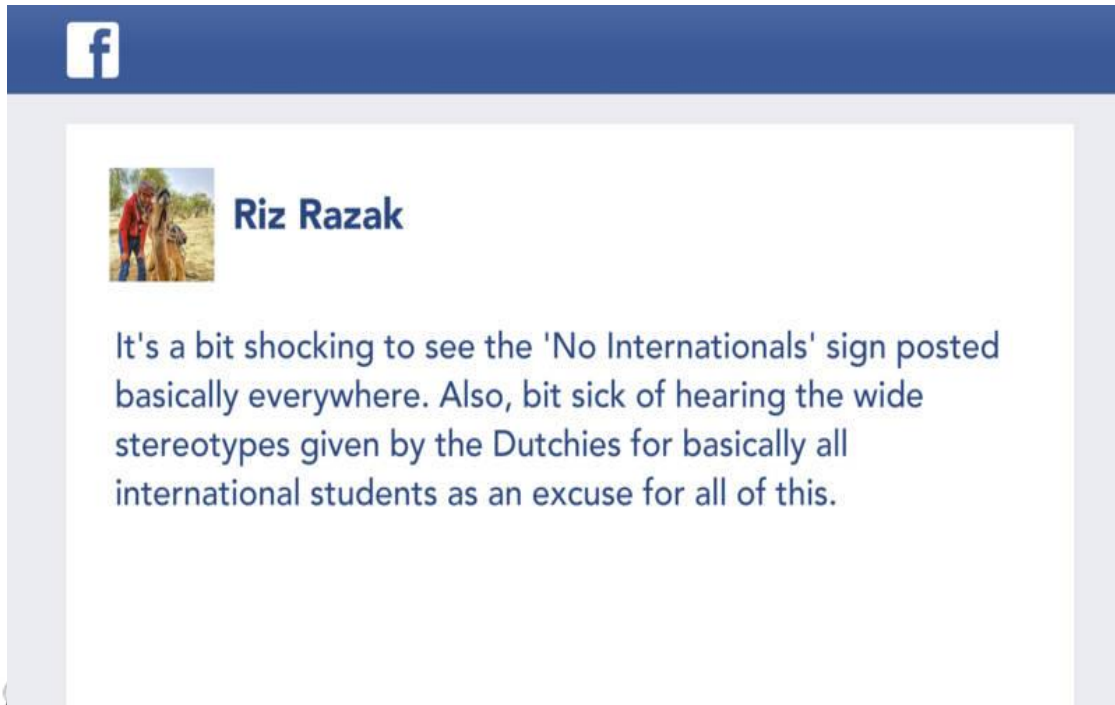 f
Riz Razak
It's a bit shocking to see the 'No Internationals' sign posted
basically everywhere. Also, bit sick of hearing the wide
stereotypes given by the Dutchies for basically all
international students as an excuse for all of this.